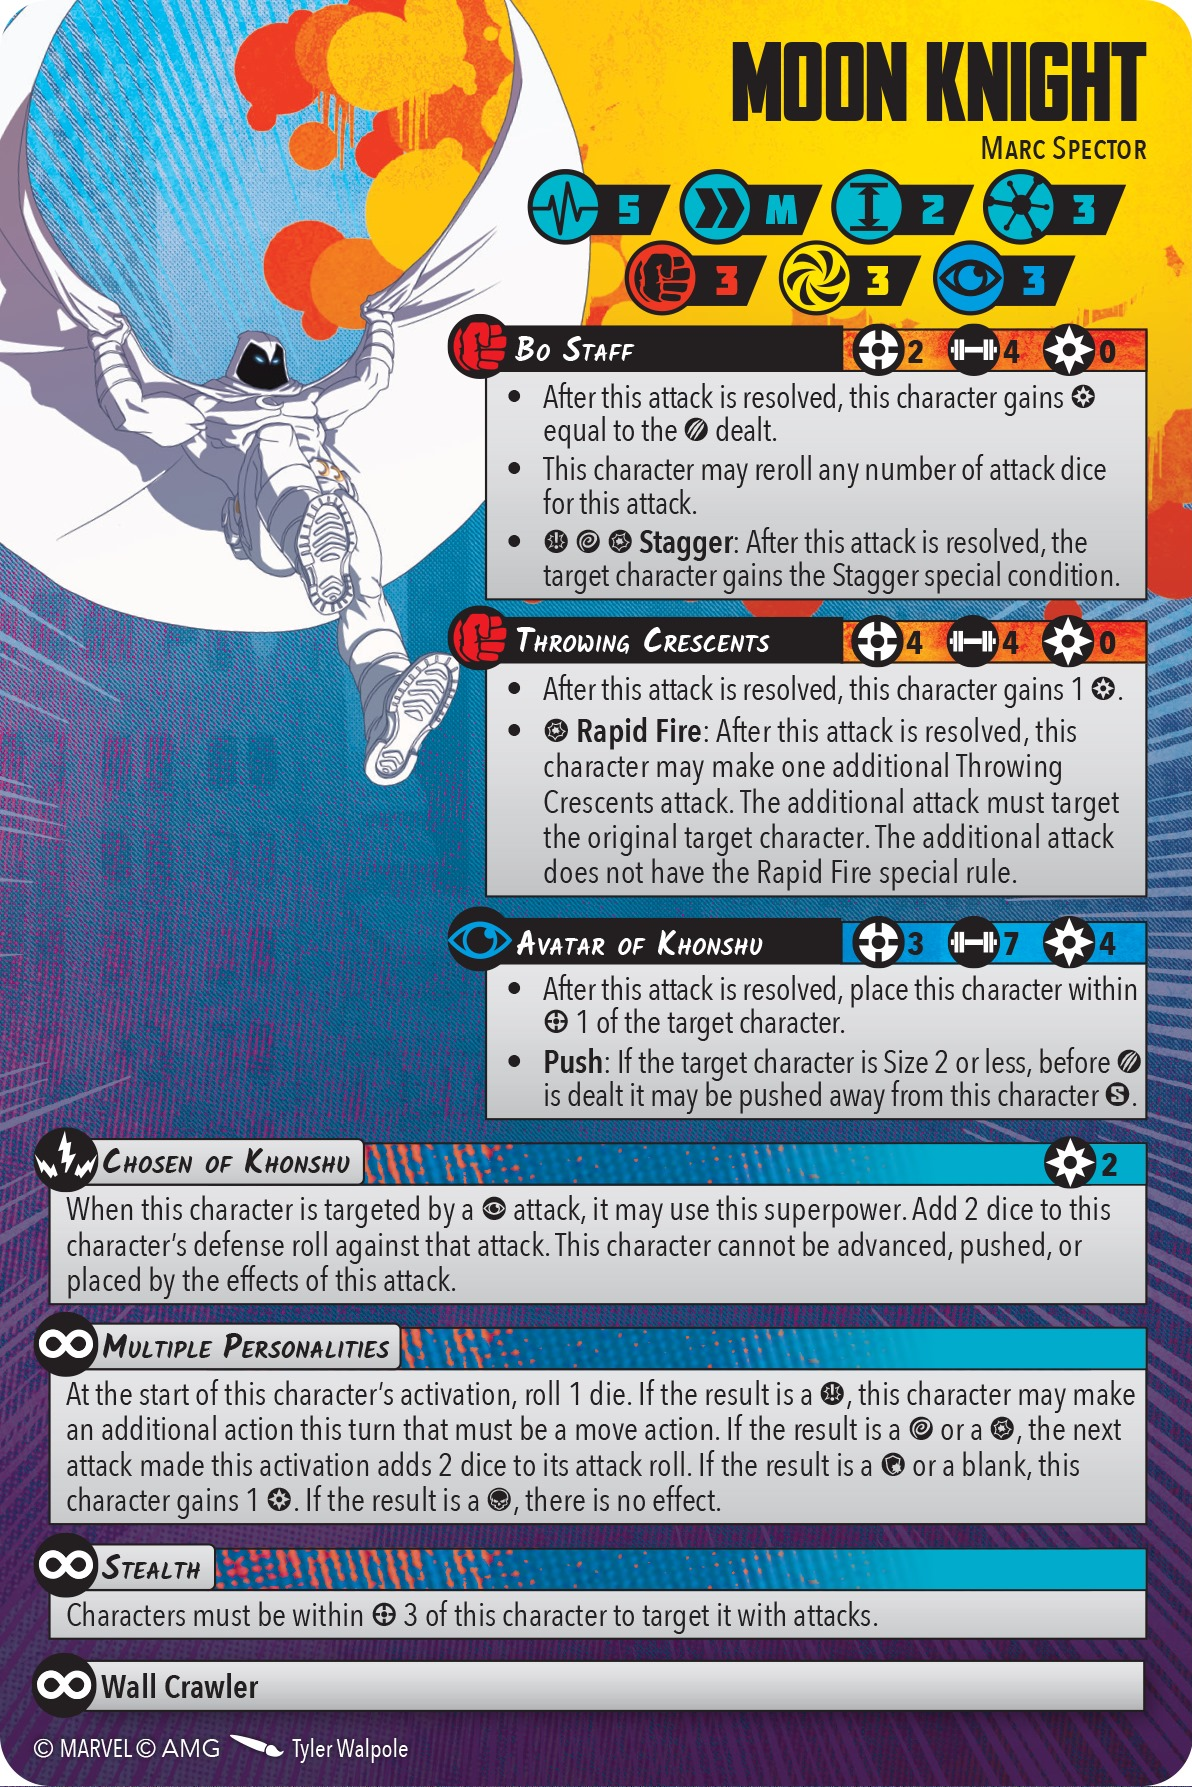 MOON KNIGHT
MARC SPECTOR
5 M 2 3
3 3 3
BO STAFF 2 4 0
• After this attack is resolved, this character gains
equal to the dealt.
• This character may reroll any number of attack dice
for this attack.
• Stagger: After this attack is resolved, the
target character gains the Stagger special condition.
THROWING CRESCENTS 4 4 0
• After this attack is resolved, this character gains 1 .
• Rapid Fire: After this attack is resolved, this
character may make one additional Throwing
Crescents attack. The additional attack must target
the original target character. The additional attack
does not have the Rapid Fire special rule.
AVATAR OF KHONSHU 3 7 4
• After this attack is resolved, place this character within
1 of the target character.
• Push: If the target character is Size 2 or less, before
is dealt it may be pushed away from this character S.
CHOSEN OF KHONSHU 2
When this character is targeted by a attack, it may use this superpower. Add 2 dice to this
character's defense roll against that attack. This character cannot be advanced, pushed, or
placed by the effects of this attack.
MULTIPLE PERSONALITIES
At the start of this character's activation, roll 1 die. If the result is a , this character may make
an additional action this turn that must be a move action. If the result is a or a , the next
attack made this activation adds 2 dice to its attack roll. If the result is a or a blank, this
character gains 1 . If the result is a , there is no effect.
STEALTH
Characters must be within 3 of this character to target it with attacks.
Wall Crawler
© MARVEL © AMG Tyler Walpole